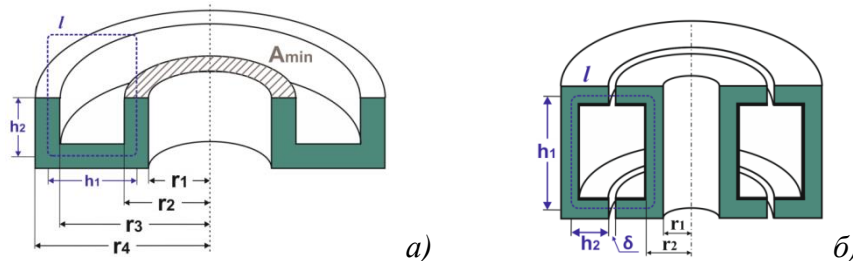 l
Amin
h2
h1
r1
r2
r3
r4
а)
l
h1
h2
δ
r1
r2
б)